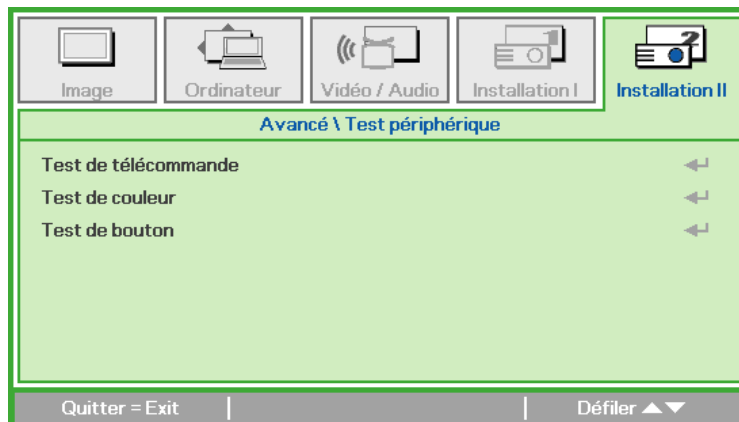 Image Ordinateur Vidéo / Audio Installation I Installation II
Avancé \ Test périphérique
Test de télécommande
Test de couleur
Test de bouton
Quitter = Exit Défiler ▲▼